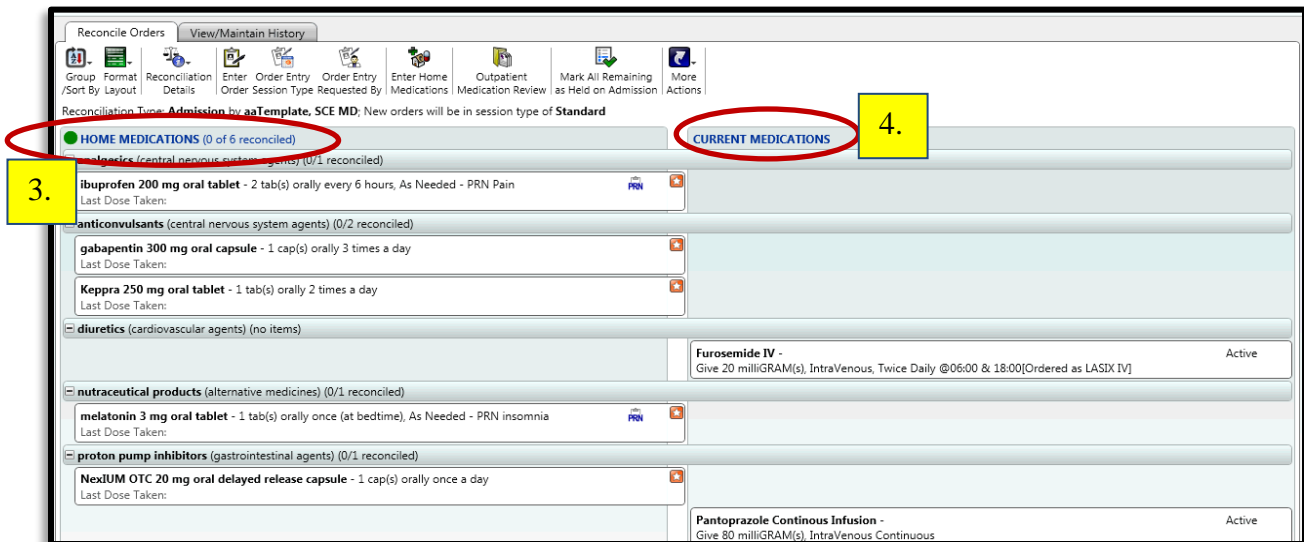 Reconcile Orders View/Maintain History
Group Format Reconciliation Enter Order Entry Order Entry Enter Home Outpatient Mark All Remaining More
/Sort By Layout Details Order Session Type Requested By Medications Medication Review as Held on Admission Actions
Reconciliation Type: Admission by aaTemplate, SCE MD; New orders will be in session type of Standard
HOME MEDICATIONS (0 of 6 reconciled) CURRENT MEDICATIONS 4.
analgesics (central nervous system agents) (0/1 reconciled)
3.
ibuprofen 200 mg oral tablet - 2 tab(s) orally every 6 hours, As Needed - PRN Pain PRN
Last Dose Taken:
anticonvulsants (central nervous system agents) (0/2 reconciled)
gabapentin 300 mg oral capsule - 1 cap(s) orally 3 times a day
Last Dose Taken:
Keppra 250 mg oral tablet - 1 tab(s) orally 2 times a day
Last Dose Taken:
diuretics (cardiovascular agents) (no items)
Furosemide IV - Active
Give 20 milliGRAM(s), IntraVenous, Twice Daily @06:00 & 18:00[Ordered as LASIX IV]
nutraceutical products (alternative medicines) (0/1 reconciled)
melatonin 3 mg oral tablet - 1 tab(s) orally once (at bedtime), As Needed - PRN insomnia PRN
Last Dose Taken:
proton pump inhibitors (gastrointestinal agents) (0/1 reconciled)
NexIUM OTC 20 mg oral delayed release capsule - 1 cap(s) orally once a day
Last Dose Taken:
Pantoprazole Continous Infusion - Active
Give 80 milliGRAM(s), IntraVenous Continuous